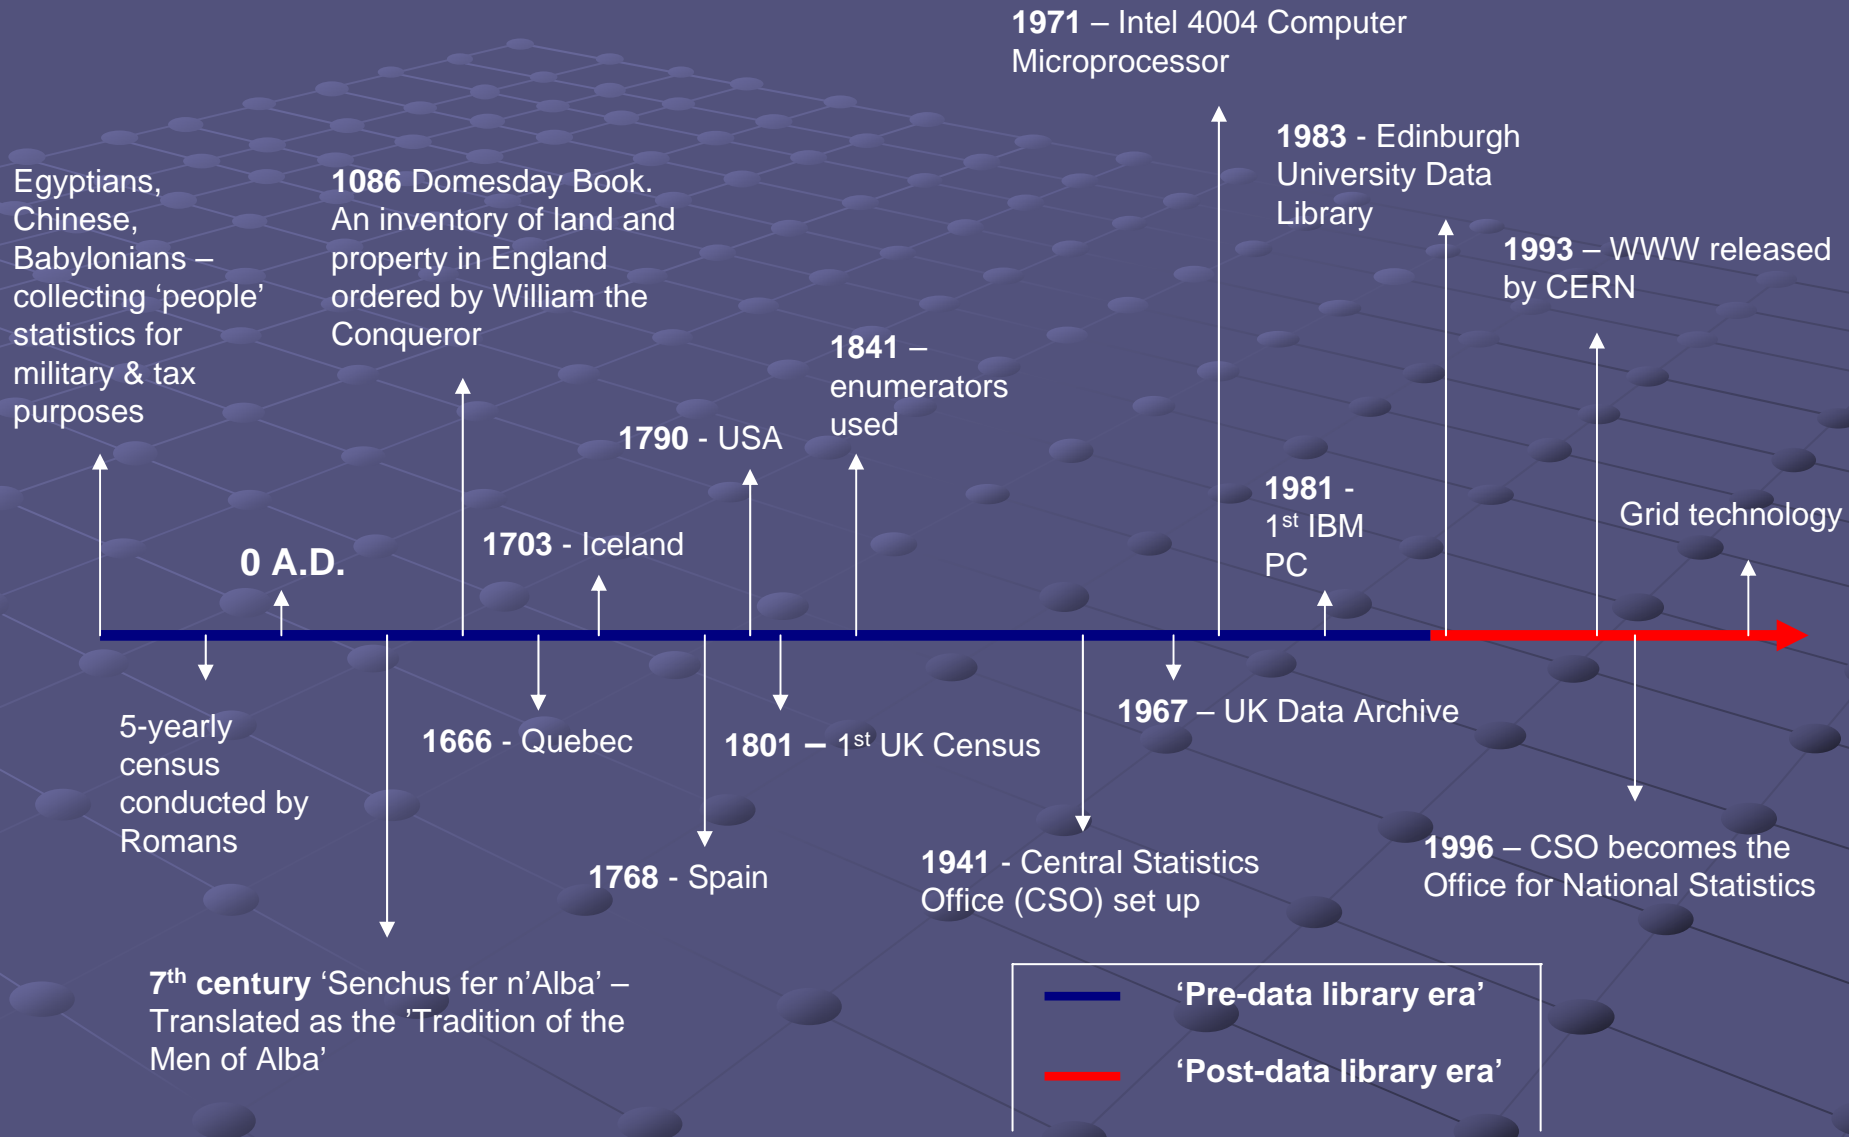 1971 – Intel 4004 Computer
Microprocessor
1983 - Edinburgh
University Data
Library
Egyptians,
Chinese,
Babylonians –
collecting ‘people’
statistics for
military & tax
purposes
1086 Domesday Book.
An inventory of land and
property in England
ordered by William the
Conqueror
1993 – WWW released
by CERN
1841 –
enumerators
used
1790 - USA
1981 -
1st IBM
PC
Grid technology
1703 - Iceland
0 A.D.
5-yearly
census
conducted by
Romans
1666 - Quebec
1801 – 1st UK Census
1967 – UK Data Archive
1768 - Spain
1941 - Central Statistics
Office (CSO) set up
1996 – CSO becomes the
Office for National Statistics
7th century ‘Senchus fer n’Alba’ –
Translated as the ’Tradition of the
Men of Alba’
‘Pre-data library era’
‘Post-data library era’